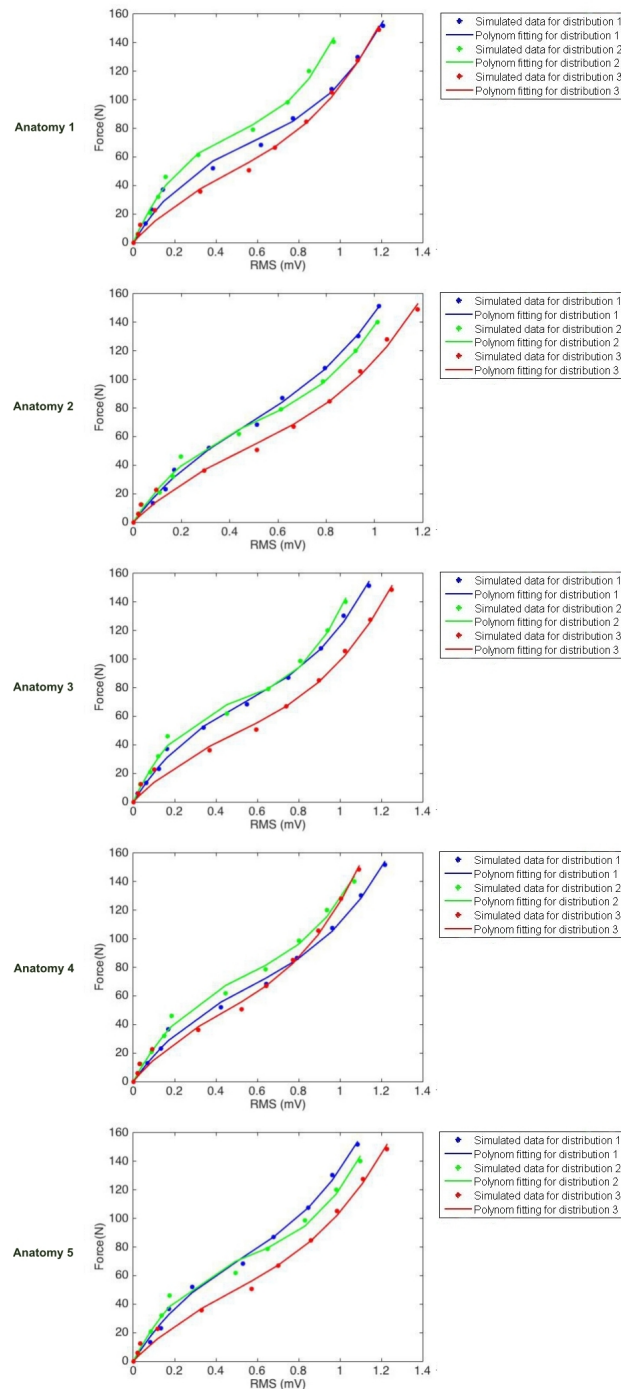 Anatomy 1
Force(N)
160
140
120
100
80
60
40
20
0
0 0.2 0.4 0.6 0.8 1 1.2 1.4
RMS (mV)
Simulated data for distribution 1
Polynom fitting for distribution 1
Simulated data for distribution 2
Polynom fitting for distribution 2
Simulated data for distribution 3
Polynom fitting for distribution 3
Anatomy 2
Force(N)
160
140
120
100
80
60
40
20
0
0 0.2 0.4 0.6 0.8 1 1.2
RMS (mV)
Simulated data for distribution 1
Polynom fitting for distribution 1
Simulated data for distribution 2
Polynom fitting for distribution 2
Simulated data for distribution 3
Polynom fitting for distribution 3
Anatomy 3
Force(N)
160
140
120
100
80
60
40
20
0
0 0.2 0.4 0.6 0.8 1 1.2 1.4
RMS (mV)
Simulated data for distribution 1
Polynom fitting for distribution 1
Simulated data for distribution 2
Polynom fitting for distribution 2
Simulated data for distribution 3
Polynom fitting for distribution 3
Anatomy 4
Force(N)
160
140
120
100
80
60
40
20
0
0 0.2 0.4 0.6 0.8 1 1.2 1.4
RMS (mV)
Simulated data for distribution 1
Polynom fitting for distribution 1
Simulated data for distribution 2
Polynom fitting for distribution 2
Simulated data for distribution 3
Polynom fitting for distribution 3
Anatomy 5
Force(N)
160
140
120
100
80
60
40
20
0
0 0.2 0.4 0.6 0.8 1 1.2 1.4
RMS (mV)
Simulated data for distribution 1
Polynom fitting for distribution 1
Simulated data for distribution 2
Polynom fitting for distribution 2
Simulated data for distribution 3
Polynom fitting for distribution 3